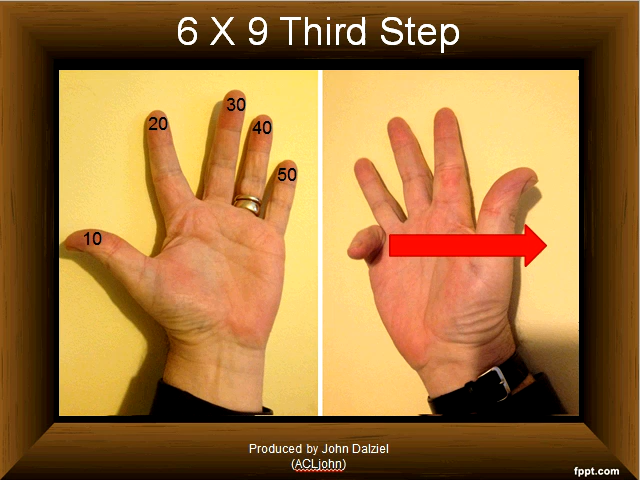 6 X 9 Third Step
30
20
40
50
10
Produced by John Dalziel
(ACLjohn)
fppt.com